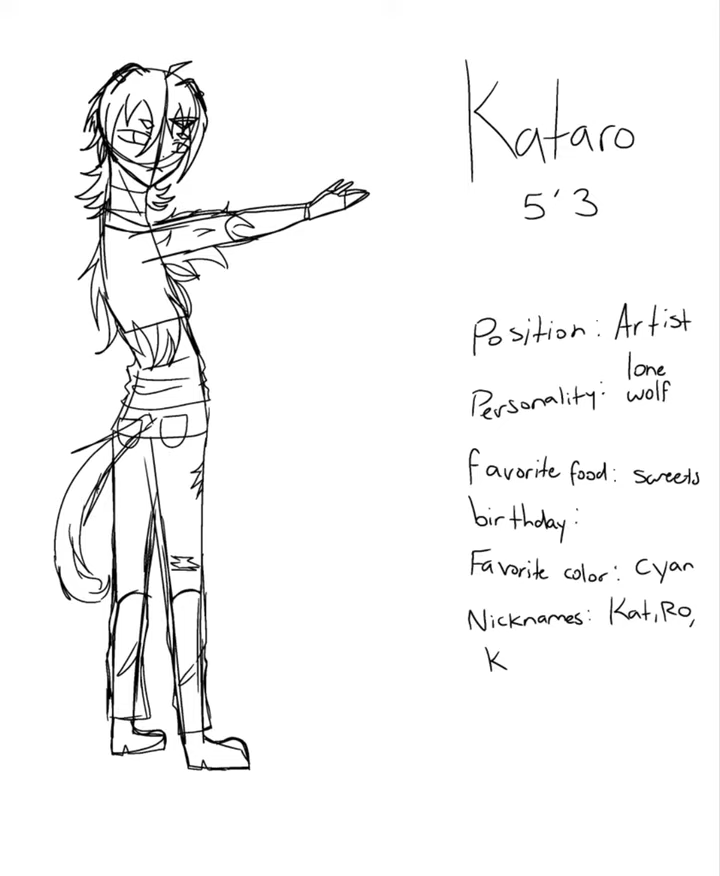 Kataro
5'3
Position: Artist
Personality: lone wolf
Favorite food: sweets
birthday:
Favorite color: Cyan
Nicknames: Kat, Ro,
K